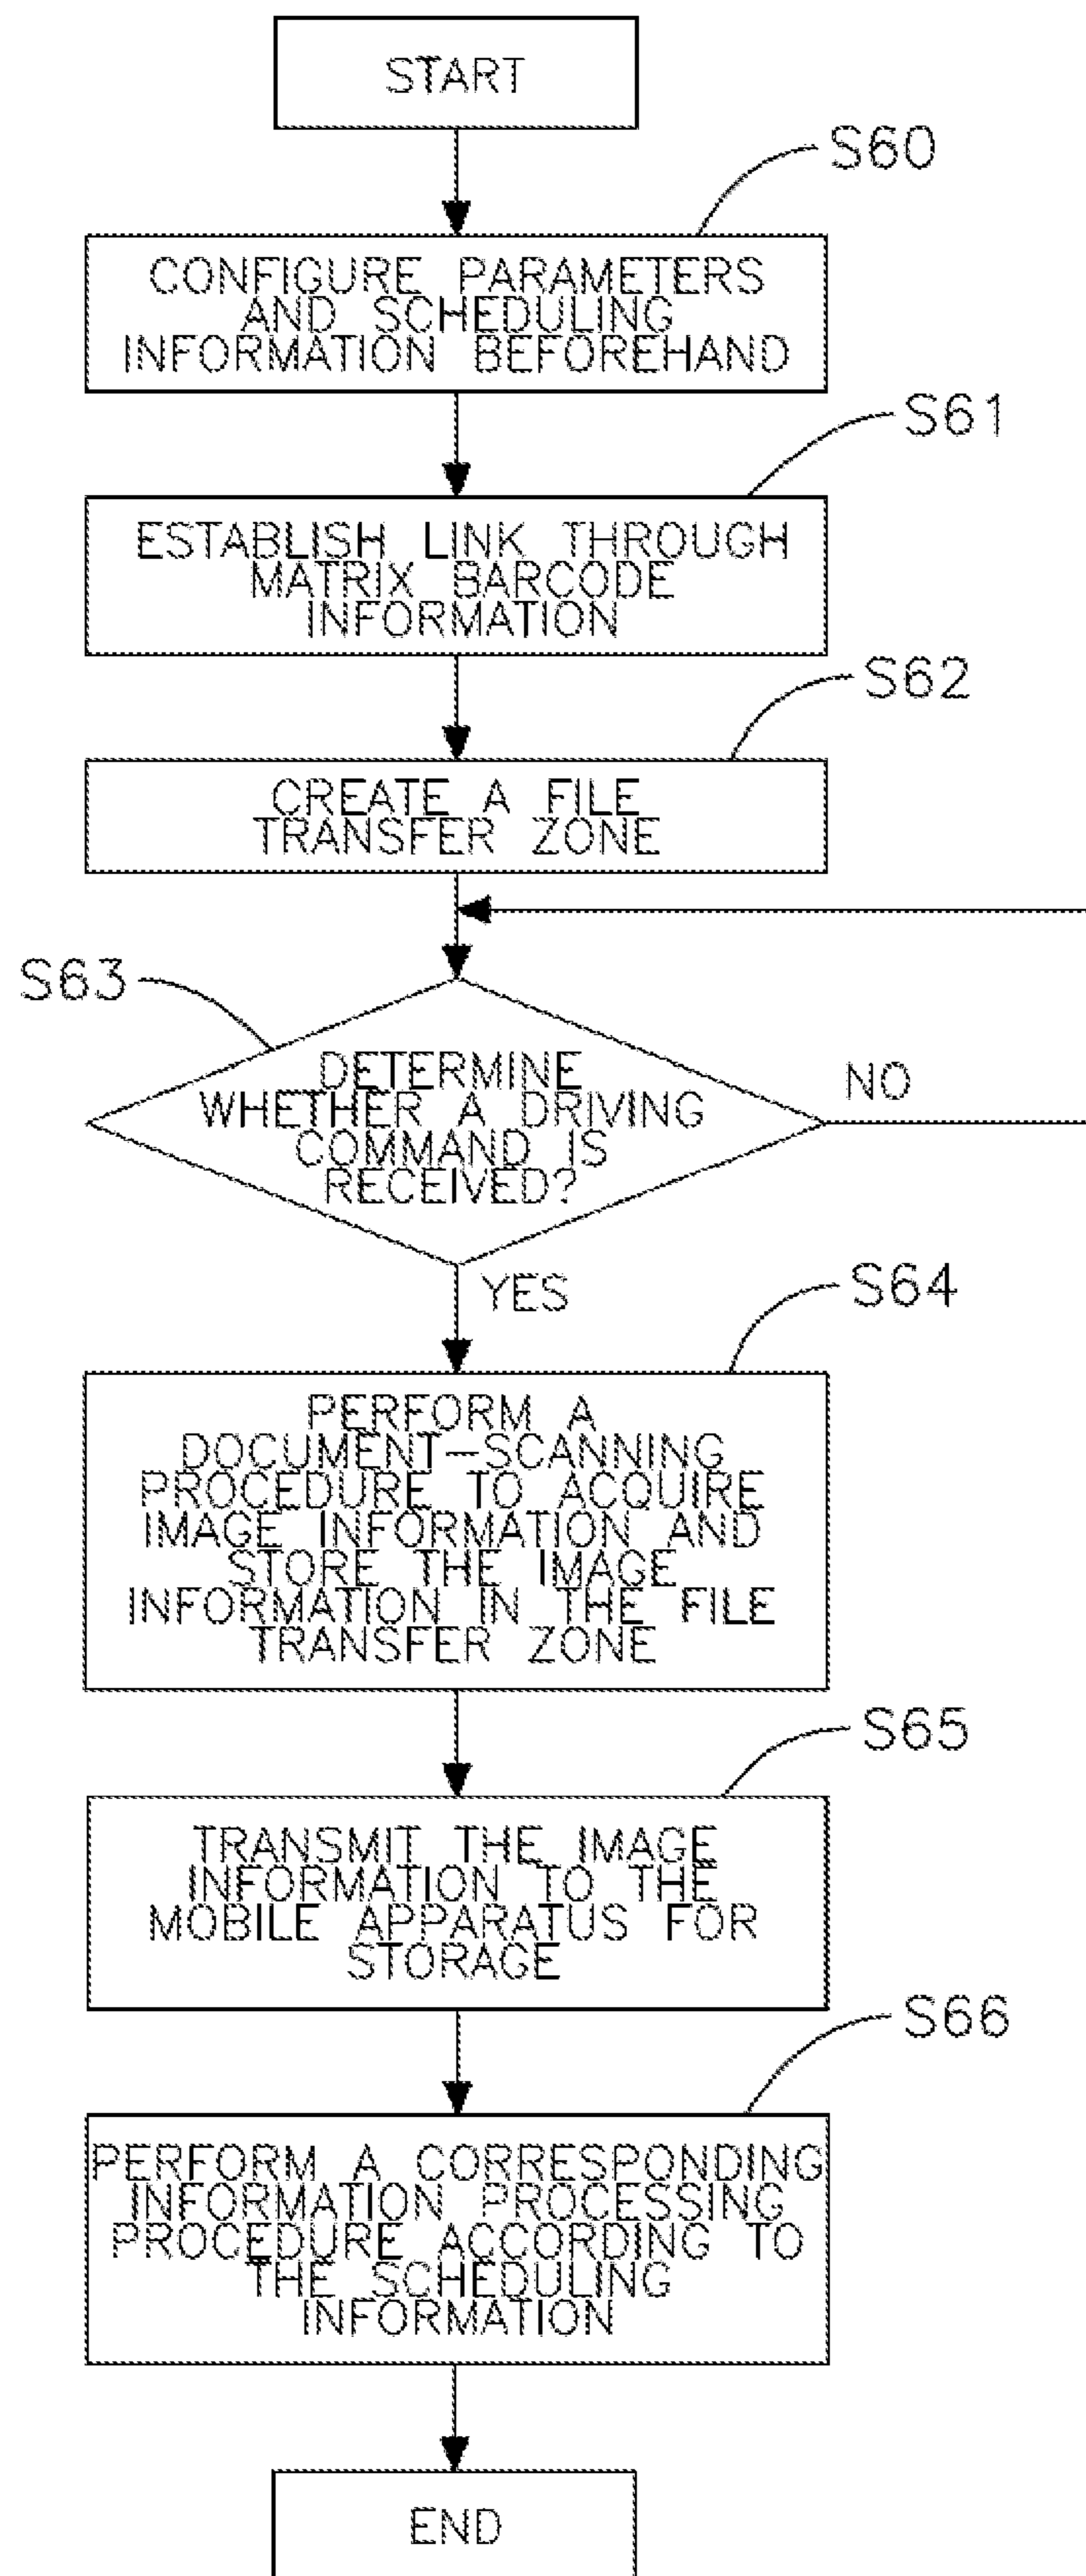 START
S60
CONFIGURE PARAMETERS
AND SCHEDULING
INFORMATION BEFOREHAND
S61
ESTABLISH LINK THROUGH
MATRIX BARCODE
INFORMATION
S62
CREATE A FILE
TRANSFER ZONE
S63
DETERMINE
WHETHER A DRIVING
COMMAND IS
RECEIVED?
NO
YES
S64
PERFORM A
DOCUMENT-SCANNING
PROCEDURE TO ACQUIRE
IMAGE INFORMATION AND
STORE THE IMAGE
INFORMATION IN THE FILE
TRANSFER ZONE
S65
TRANSMIT THE IMAGE
INFORMATION TO THE
MOBILE APPARATUS FOR
STORAGE
S66
PERFORM A CORRESPONDING
INFORMATION PROCESSING
PROCEDURE ACCORDING TO
THE SCHEDULING
INFORMATION
END